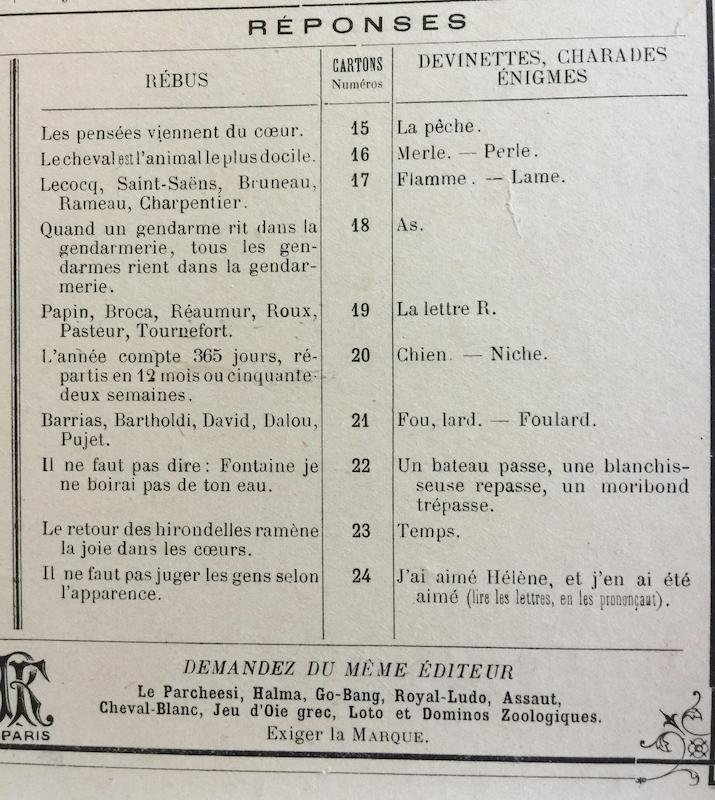 RÉPONSES
RÉBUS
CARTONS
Numéros
DEVINETTES, CHARADES
ÉNIGMES
Les pensées viennent du cœur.
15
La pêche.
Le cheval est l'animal le plus docile.
16
Merle. — Perle.
Lecocq, Saint-Saëns, Bruneau,
Rameau, Charpentier.
17
Flamme. — Lame.
Quand un gendarme rit dans la
gendarmerie, tous les gen-
darmes rient dans la gendar-
merie.
18
As.
Papin, Broca, Réaumur, Roux,
Pasteur, Tournefort.
19
La lettre R.
L'année compte 365 jours, ré-
partis en 12 mois ou cinquante-
deux semaines.
20
Chien. — Niche.
Barrias, Bartholdi, David, Dalou,
Pujet.
21
Fou, lard. — Foulard.
Il ne faut pas dire : Fontaine je
ne boirai pas de ton eau.
22
Un bateau passe, une blanchis-
seuse repasse, un moribond
trépasse.
Le retour des hirondelles ramène
la joie dans les cœurs.
23
Temps.
Il ne faut pas juger les gens selon
l'apparence.
24
J'ai aimé Hélène, et j'en ai été
aimé (lire les lettres, en les prononçant).
PARIS
DEMANDEZ DU MÊME ÉDITEUR
Le Parcheesi, Halma, Go-Bang, Royal-Ludo, Assaut,
Cheval-Blanc, Jeu d'Oie grec, Loto et Dominos Zoologiques.
Exiger la MARQUE.